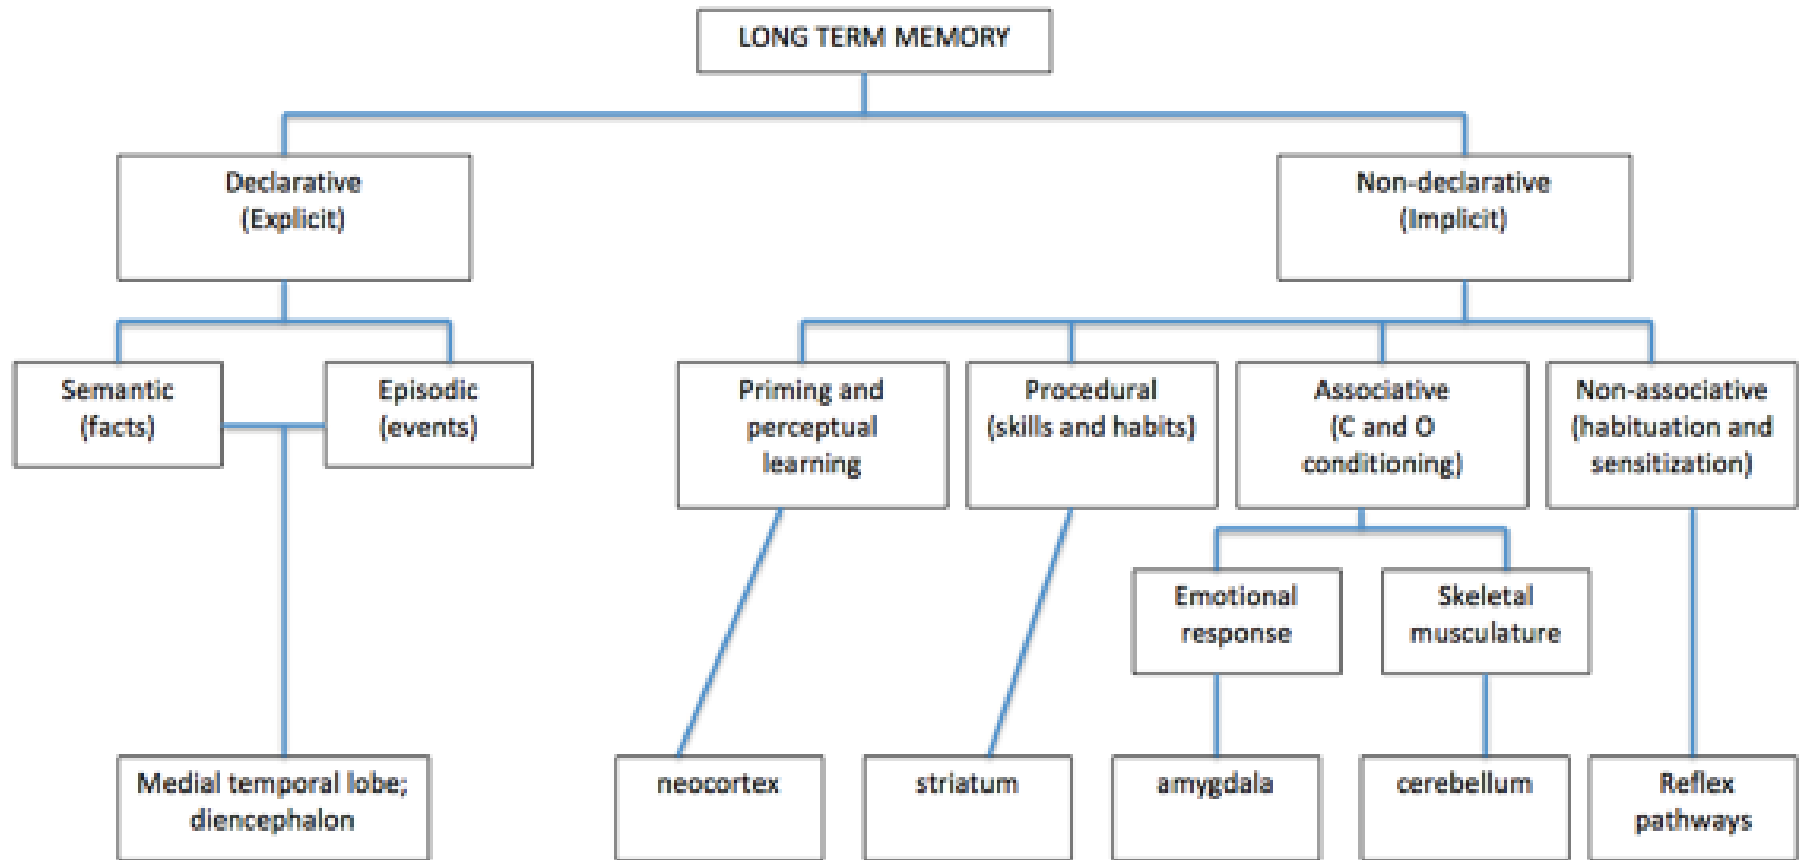 LONG TERM MEMORY
Declarative
(Explicit)
Non-declarative
(Implicit)
Semantic
(facts)
Episodic
(events)
Priming and
perceptual
learning
Procedural
(skills and habits)
Associative
(C and O
conditioning)
Non-associative
(habituation and
sensitization)
Emotional
response
Skeletal
musculature
Medial temporal lobe;
diencephalon
neocortex
striatum
amygdala
cerebellum
Reflex
pathways